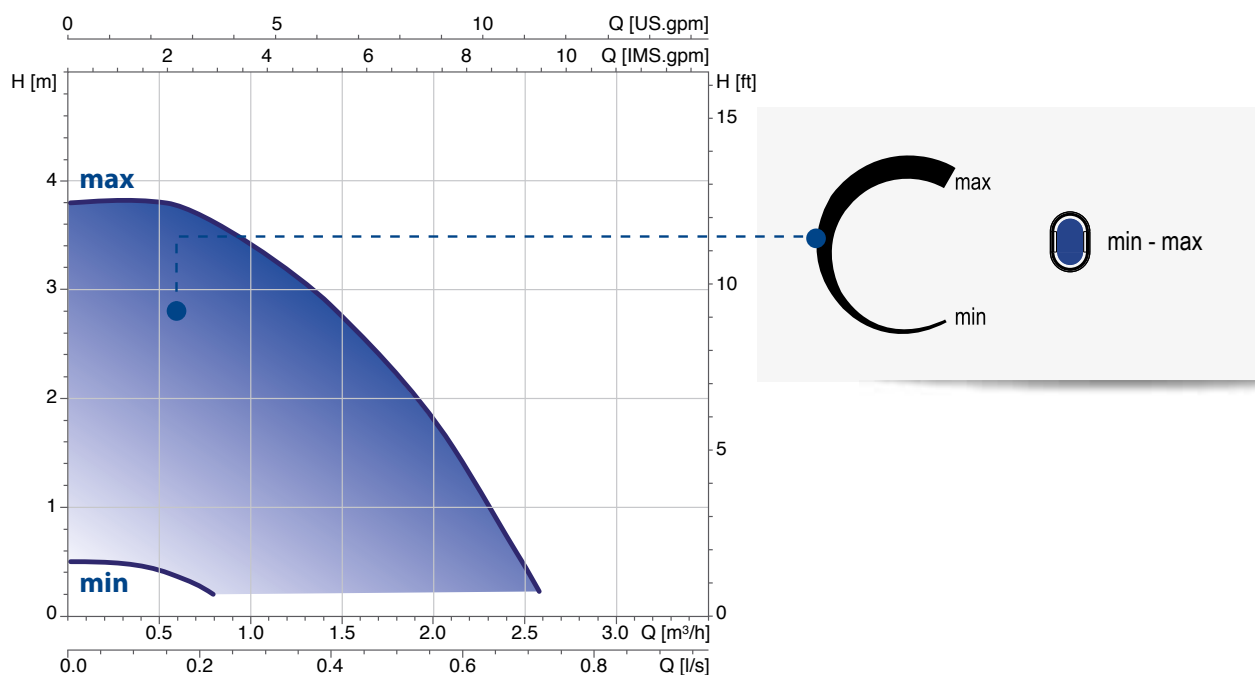 0 5 10 Q [US.gpm]
2 4 6 8 10 Q [IMS.gpm]
H [m] H [ft]
15
4 max
max
min - max
3 10
min
2
5
1
min
0 0
0.5 1.0 1.5 2.0 2.5 3.0 Q [m³/h]
0.0 0.2 0.4 0.6 0.8 Q [l/s]